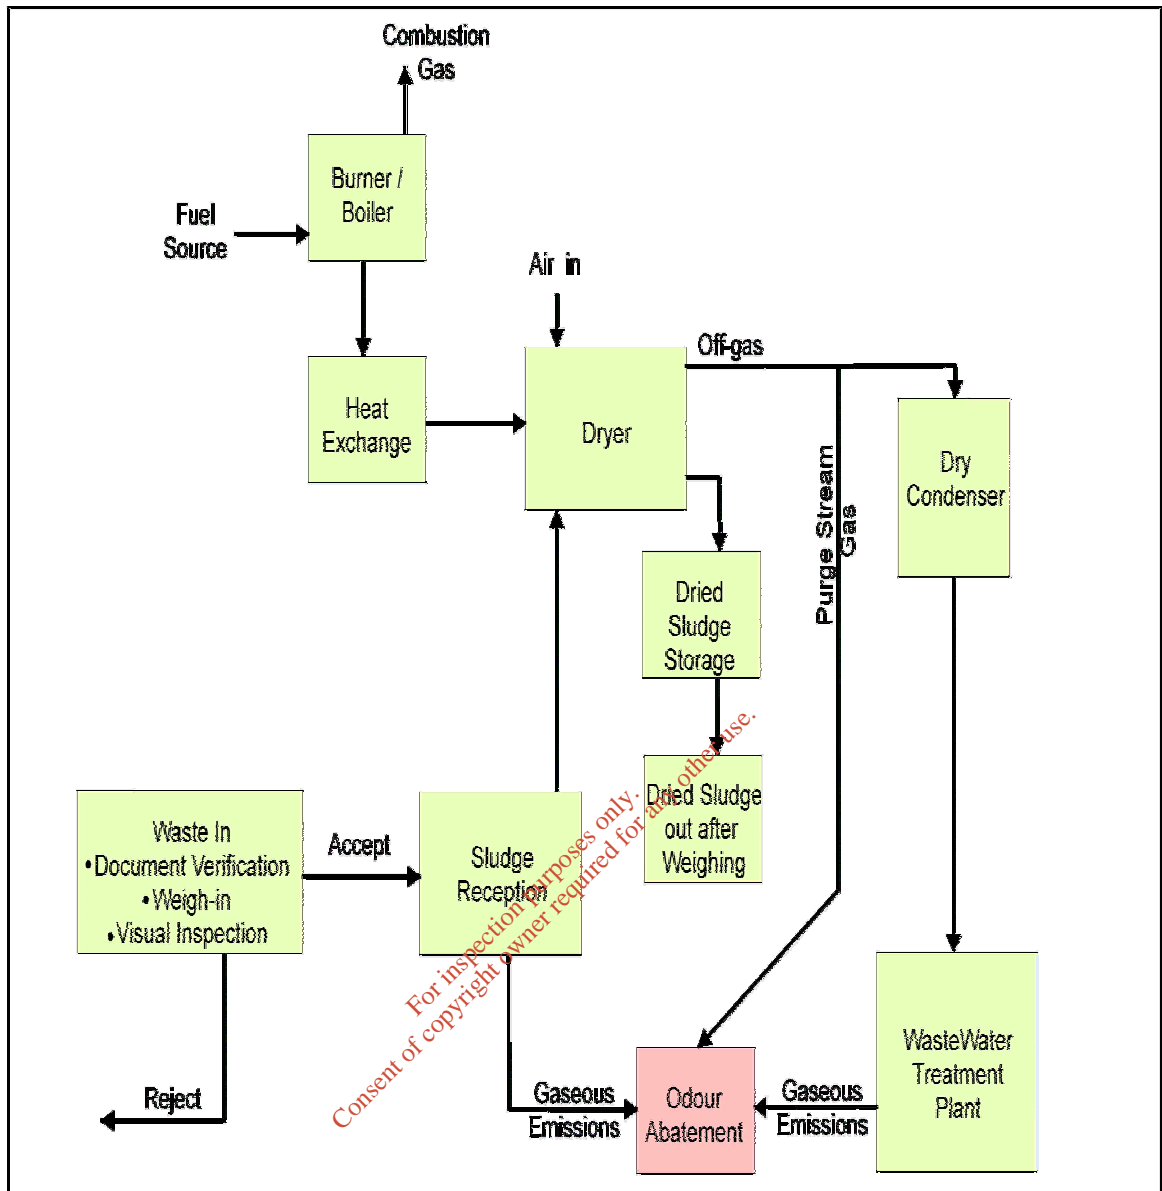 Combustion
Gas
Burner /
Boiler
Fuel
Source
Air in
Off-gas
Heat
Exchange
Dryer
Dry
Condenser
Purge Stream
Gas
Dried
Sludge
Storage
Dried Sludge
out after
Weighing
Waste In
•Document Verification
•Weigh-in
•Visual Inspection
Accept
Sludge
Reception
For inspection purposes only.
Consent of copyright owner required for any other use.
WasteWater
Treatment
Plant
Reject
Gaseous
Emissions
Odour
Abatement
Gaseous
Emissions